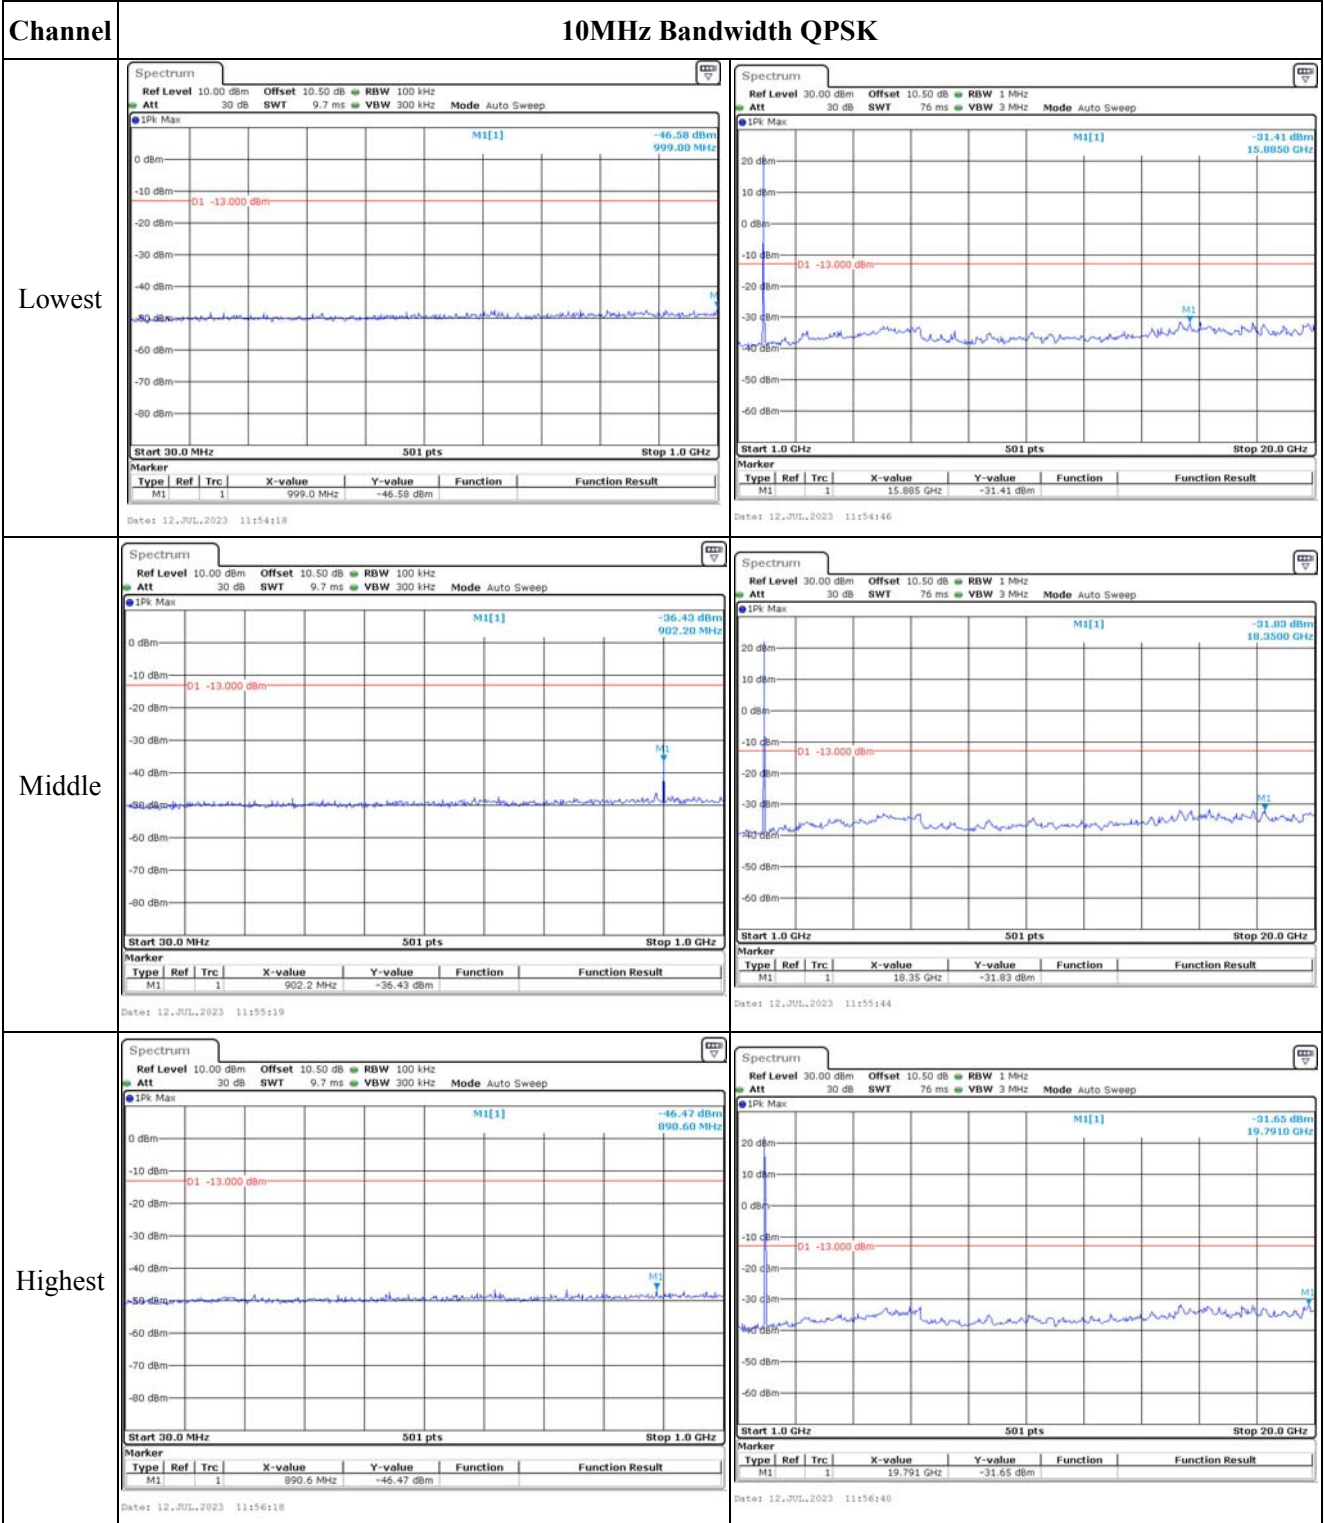 Channel 10MHz Bandwidth QPSK
Lowest
Spectrum
Ref Level 10.00 dBm Offset 10.50 dB RBW 100 kHz
Att 30 dB SWT 9.7 ms VBW 300 kHz Mode Auto Sweep
1Pk Max
M1[1] -46.58 dBm
999.00 MHz
0 dBm
-10 dBm
D1 -13.000 dBm
-20 dBm
-30 dBm
-40 dBm
M
-50 dBm
-60 dBm
-70 dBm
-80 dBm
Start 30.0 MHz 501 pts Stop 1.0 GHz
Marker
Type Ref Trc X-value Y-value Function Function Result
M1 1 999.0 MHz -46.58 dBm
Date: 12.JUL.2023 11:54:18
Spectrum
Ref Level 30.00 dBm Offset 10.50 dB RBW 1 MHz
Att 30 dB SWT 76 ms VBW 3 MHz Mode Auto Sweep
1Pk Max
M1[1] -31.41 dBm
15.8850 GHz
20 dBm
10 dBm
0 dBm
-10 dBm
D1 -13.000 dBm
-20 dBm
-30 dBm
M1
-40 dBm
-50 dBm
-60 dBm
Start 1.0 GHz 501 pts Stop 20.0 GHz
Marker
Type Ref Trc X-value Y-value Function Function Result
M1 1 15.885 GHz -31.41 dBm
Date: 12.JUL.2023 11:54:46
Middle
Spectrum
Ref Level 10.00 dBm Offset 10.50 dB RBW 100 kHz
Att 30 dB SWT 9.7 ms VBW 300 kHz Mode Auto Sweep
1Pk Max
M1[1] -36.43 dBm
902.20 MHz
0 dBm
-10 dBm
D1 -13.000 dBm
-20 dBm
-30 dBm
M1
-40 dBm
-50 dBm
-60 dBm
-70 dBm
-80 dBm
Start 30.0 MHz 501 pts Stop 1.0 GHz
Marker
Type Ref Trc X-value Y-value Function Function Result
M1 1 902.2 MHz -36.43 dBm
Date: 12.JUL.2023 11:55:19
Spectrum
Ref Level 30.00 dBm Offset 10.50 dB RBW 1 MHz
Att 30 dB SWT 76 ms VBW 3 MHz Mode Auto Sweep
1Pk Max
M1[1] -31.83 dBm
18.3500 GHz
20 dBm
10 dBm
0 dBm
-10 dBm
D1 -13.000 dBm
-20 dBm
-30 dBm
M1
-40 dBm
-50 dBm
-60 dBm
Start 1.0 GHz 501 pts Stop 20.0 GHz
Marker
Type Ref Trc X-value Y-value Function Function Result
M1 1 18.35 GHz -31.83 dBm
Date: 12.JUL.2023 11:55:44
Highest
Spectrum
Ref Level 10.00 dBm Offset 10.50 dB RBW 100 kHz
Att 30 dB SWT 9.7 ms VBW 300 kHz Mode Auto Sweep
1Pk Max
M1[1] -46.47 dBm
890.60 MHz
0 dBm
-10 dBm
D1 -13.000 dBm
-20 dBm
-30 dBm
-40 dBm
M1
-50 dBm
-60 dBm
-70 dBm
-80 dBm
Start 30.0 MHz 501 pts Stop 1.0 GHz
Marker
Type Ref Trc X-value Y-value Function Function Result
M1 1 890.6 MHz -46.47 dBm
Date: 12.JUL.2023 11:56:18
Spectrum
Ref Level 30.00 dBm Offset 10.50 dB RBW 1 MHz
Att 30 dB SWT 76 ms VBW 3 MHz Mode Auto Sweep
1Pk Max
M1[1] -31.65 dBm
19.7910 GHz
20 dBm
10 dBm
0 dBm
-10 dBm
D1 -13.000 dBm
-20 dBm
-30 dBm
M1
-40 dBm
-50 dBm
-60 dBm
Start 1.0 GHz 501 pts Stop 20.0 GHz
Marker
Type Ref Trc X-value Y-value Function Function Result
M1 1 19.791 GHz -31.65 dBm
Date: 12.JUL.2023 11:56:40